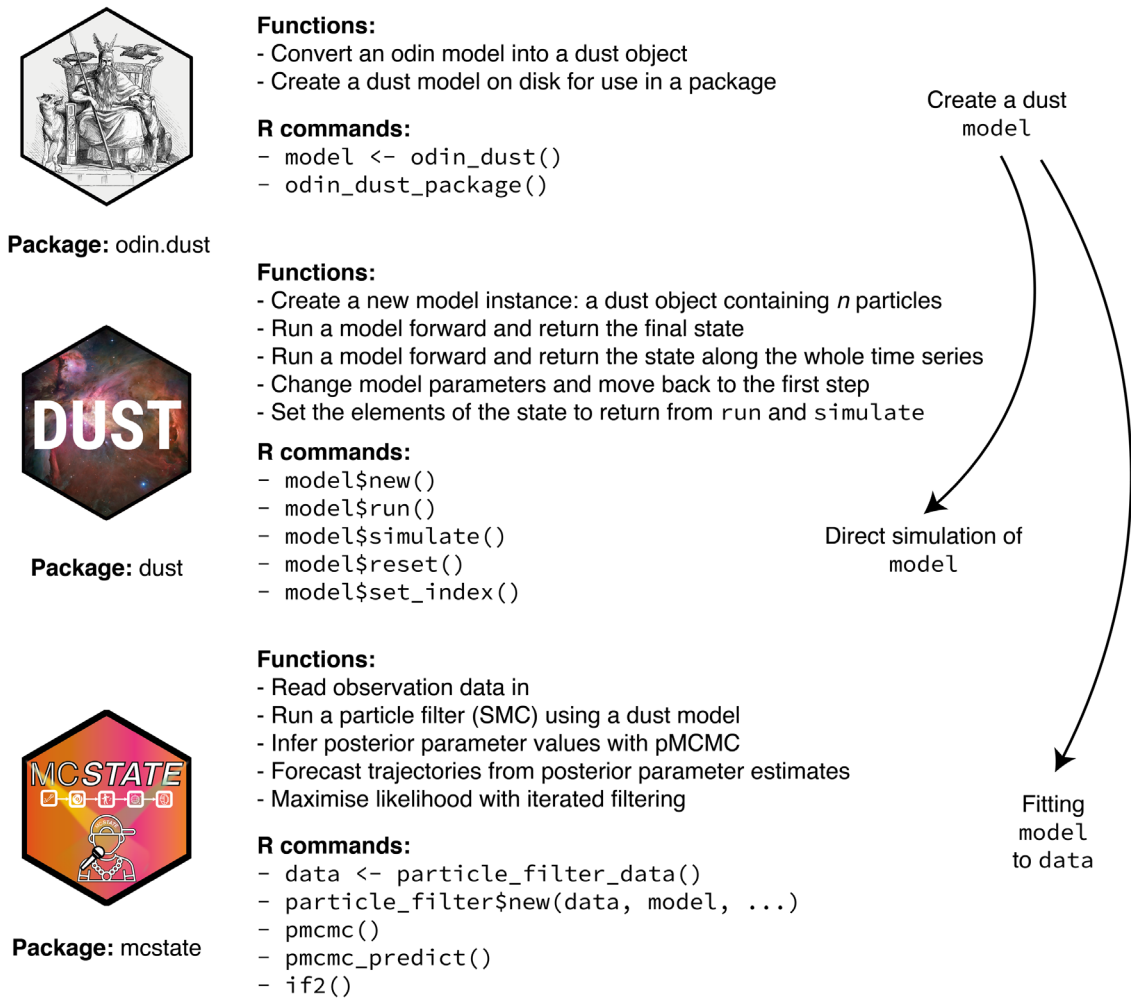 Functions:
- Convert an odin model into a dust object
- Create a dust model on disk for use in a package
R commands:
- model <- odin_dust()
- odin_dust_package()
Package: odin.dust
Create a dust
model
Functions:
- Create a new model instance: a dust object containing n particles
- Run a model forward and return the final state
- Run a model forward and return the state along the whole time series
- Change model parameters and move back to the first step
- Set the elements of the state to return from run and simulate
R commands:
- model$new()
- model$run()
- model$simulate()
- model$reset()
- model$set_index()
DUST
Package: dust
Direct simulation of
model
Functions:
- Read observation data in
- Run a particle filter (SMC) using a dust model
- Infer posterior parameter values with pMCMC
- Forecast trajectories from posterior parameter estimates
- Maximise likelihood with iterated filtering
R commands:
- data <- particle_filter_data()
- particle_filter$new(data, model, ...)
- pmcmc()
- pmcmc_predict()
- if2()
MCSTATE
Package: mcstate
Fitting
model
to data